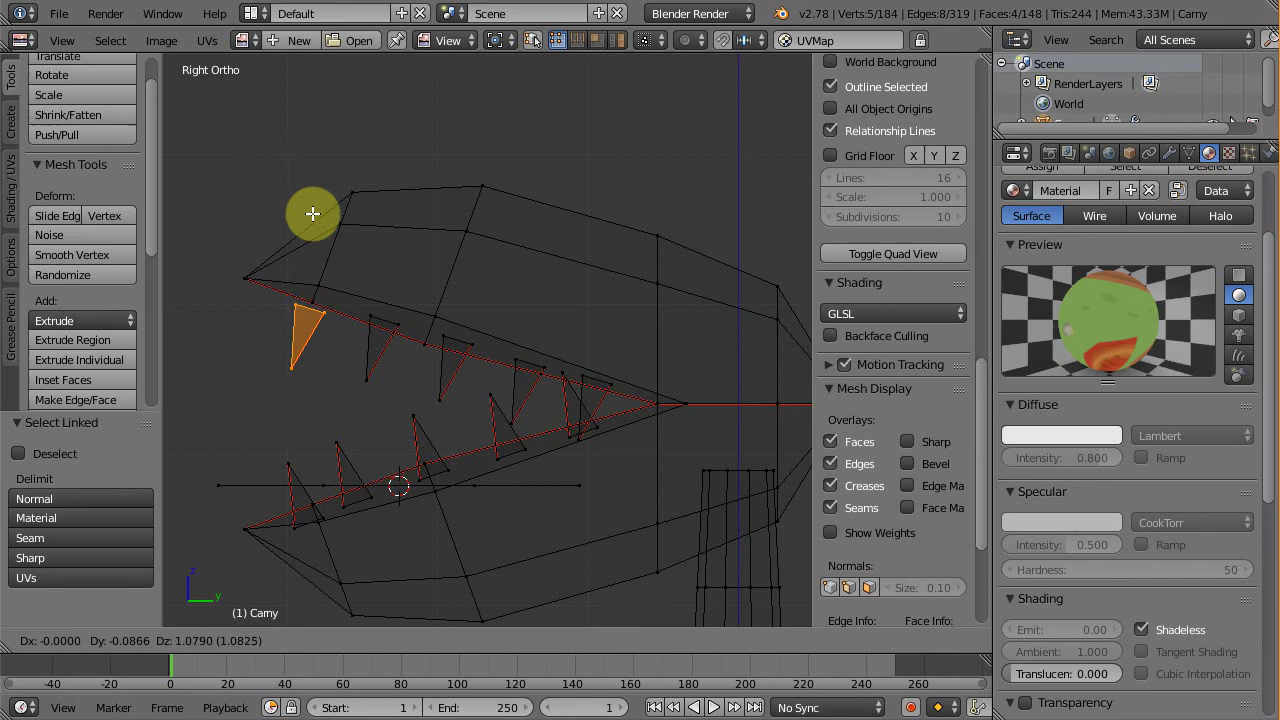 File Render Window Help Default Scene Blender Render v2.78 | Verts:5/184 | Edges:8/319 | Faces:4/148 | Tris:244 | Mem:43.33M | Carny
View Select Image UVs New Open View UVMap View Search All Scenes
Tools
Create
Shading/UVs
Options
Grease Pencil
Translate
Rotate
Scale
Shrink/Fatten
Push/Pull
Mesh Tools
Deform:
Slide Edg Vertex
Noise
Smooth Vertex
Randomize
Add:
Extrude
Extrude Region
Extrude Individual
Inset Faces
Make Edge/Face
Select Linked
Deselect
Delimit
Normal
Material
Seam
Sharp
UVs
Right Ortho
z
y
(1) Carny
World Background
Outline Selected
All Object Origins
Relationship Lines
Grid Floor X Y Z
Lines: 16
Scale: 1.000
Subdivisions: 10
Toggle Quad View
Shading
GLSL
Backface Culling
Motion Tracking
Mesh Display
Overlays:
Faces Sharp
Edges Bevel
Creases Edge Ma
Seams Face Ma
Show Weights
Normals:
Size: 0.10
Edge Info: Face Info:
Scene
RenderLayers
World
Assign Select Deselect
Material F Data
Surface Wire Volume Halo
Preview
Diffuse
Lambert
Intensity: 0.800 Ramp
Specular
CookTorr
Intensity: 0.500 Ramp
Hardness: 50
Shading
Emit: 0.00 Shadeless
Ambient: 1.000 Tangent Shading
Translucen: 0.000 Cubic Interpolation
Transparency
Dx: -0.0000 Dy: -0.0866 Dz: 1.0790 (1.0825)
-40 -20 0 20 40 60 80 100 120 140 160 180 200 220 240 260
View Marker Frame Playback Start: 1 End: 250 1 No Sync